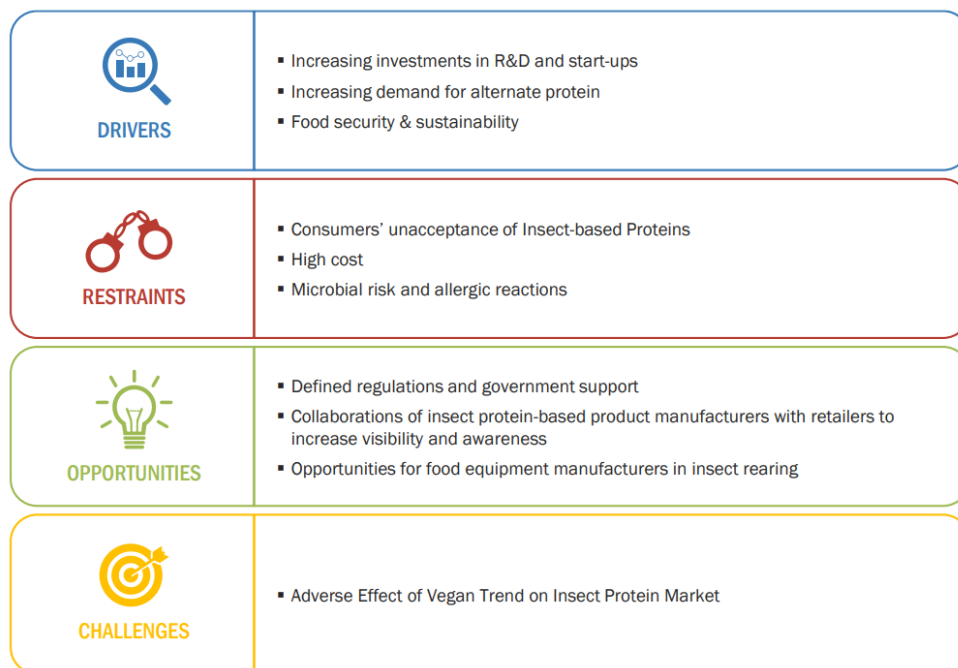 DRIVERS
▪ Increasing investments in R&D and start-ups
▪ Increasing demand for alternate protein
▪ Food security & sustainability
RESTRAINTS
▪ Consumers’ unacceptance of Insect-based Proteins
▪ High cost
▪ Microbial risk and allergic reactions
OPPORTUNITIES
▪ Defined regulations and government support
▪ Collaborations of insect protein-based product manufacturers with retailers to
increase visibility and awareness
▪ Opportunities for food equipment manufacturers in insect rearing
CHALLENGES
▪ Adverse Effect of Vegan Trend on Insect Protein Market